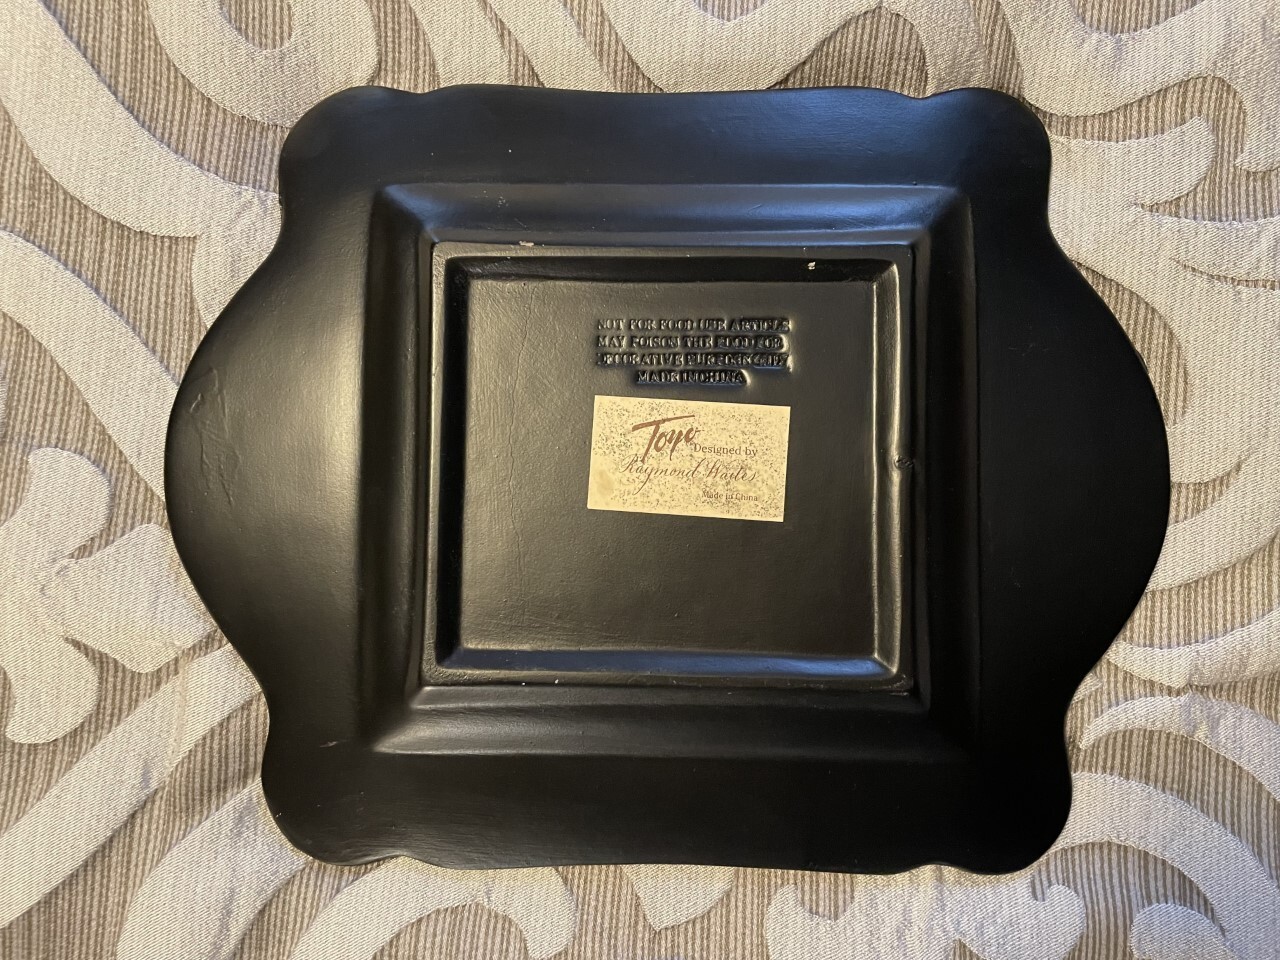 NOT FOR FOOD USE ARTICLE
MAY POISON THE FOOD FOR
DECORATIVE PURPOSES ONLY.
MADE IN CHINA
Toyo
Designed by
Raymond Waites
Made in China